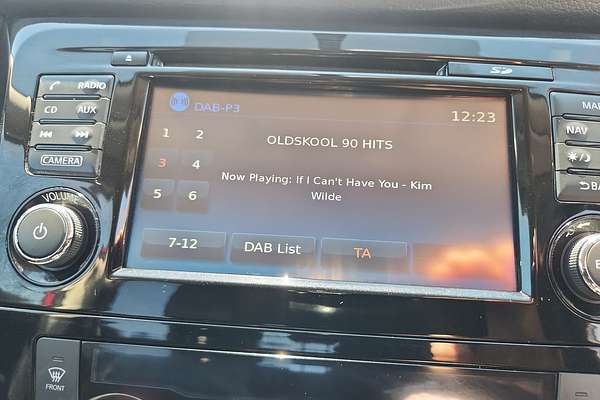 RADIO
CD AUX
CAMERA
VOLUME
DAB-P3
12:23
1 2
3 4
5 6
OLDSKOOL 90 HITS
Now Playing: If I Can't Have You - Kim
Wilde
7-12 DAB List TA
SD
NAV
FRONT